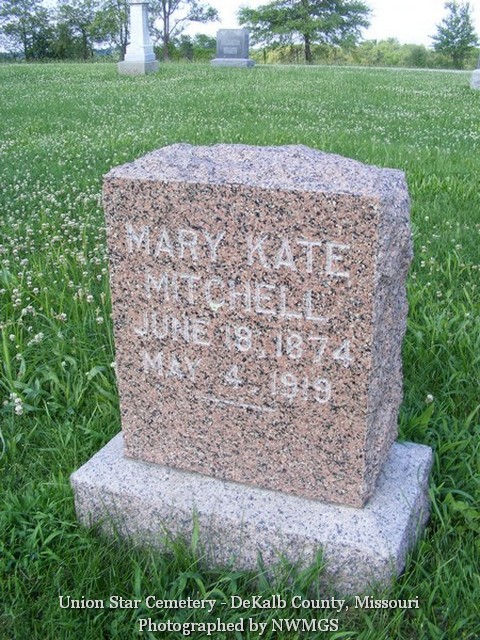 MARY KATE
MITCHELL
JUNE 18, 1874
MAY 4, 1919
Union Star Cemetery - DeKalb County, Missouri
Photographed by NWMGS